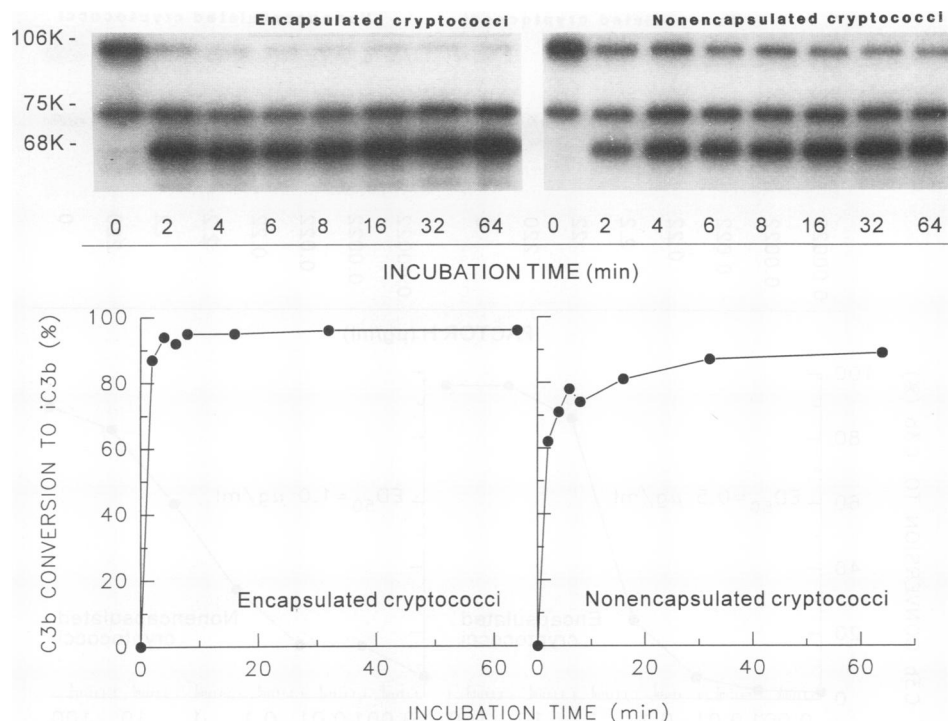 Encapsulated cryptococci
Nonencapsulated cryptococci
106K -
75K -
68K -
0 2 4 6 8 16 32 64
0 2 4 6 8 16 32 64
INCUBATION TIME (min)
C3b CONVERSION TO iC3b (%)
100
80
60
40
20
0
Encapsulated cryptococci
Nonencapsulated cryptococci
0 20 40 60
0 20 40 60
INCUBATION TIME (min)